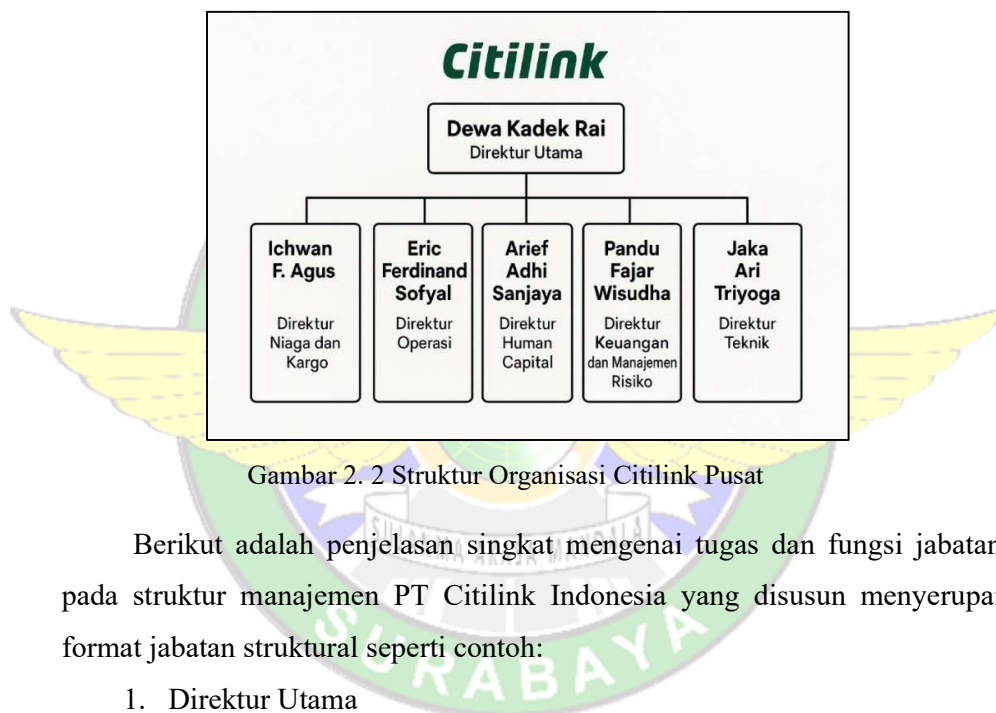 Citilink
Dewa Kadek Rai
Direktur Utama
Ichwan
F. Agus
Direktur
Niaga dan
Kargo
Eric
Ferdinand
Sofyal
Direktur
Operasi
Arief
Adhi
Sanjaya
Direktur
Human
Capital
Pandu
Fajar
Wisudha
Direktur
Keuangan
dan Manajemen
Risiko
Jaka
Ari
Triyoga
Direktur
Teknik
Gambar 2. 2 Struktur Organisasi Citilink Pusat
Berikut adalah penjelasan singkat mengenai tugas dan fungsi jabatan
pada struktur manajemen PT Citilink Indonesia yang disusun menyerupai
format jabatan struktural seperti contoh:
1. Direktur Utama
SURABAYA